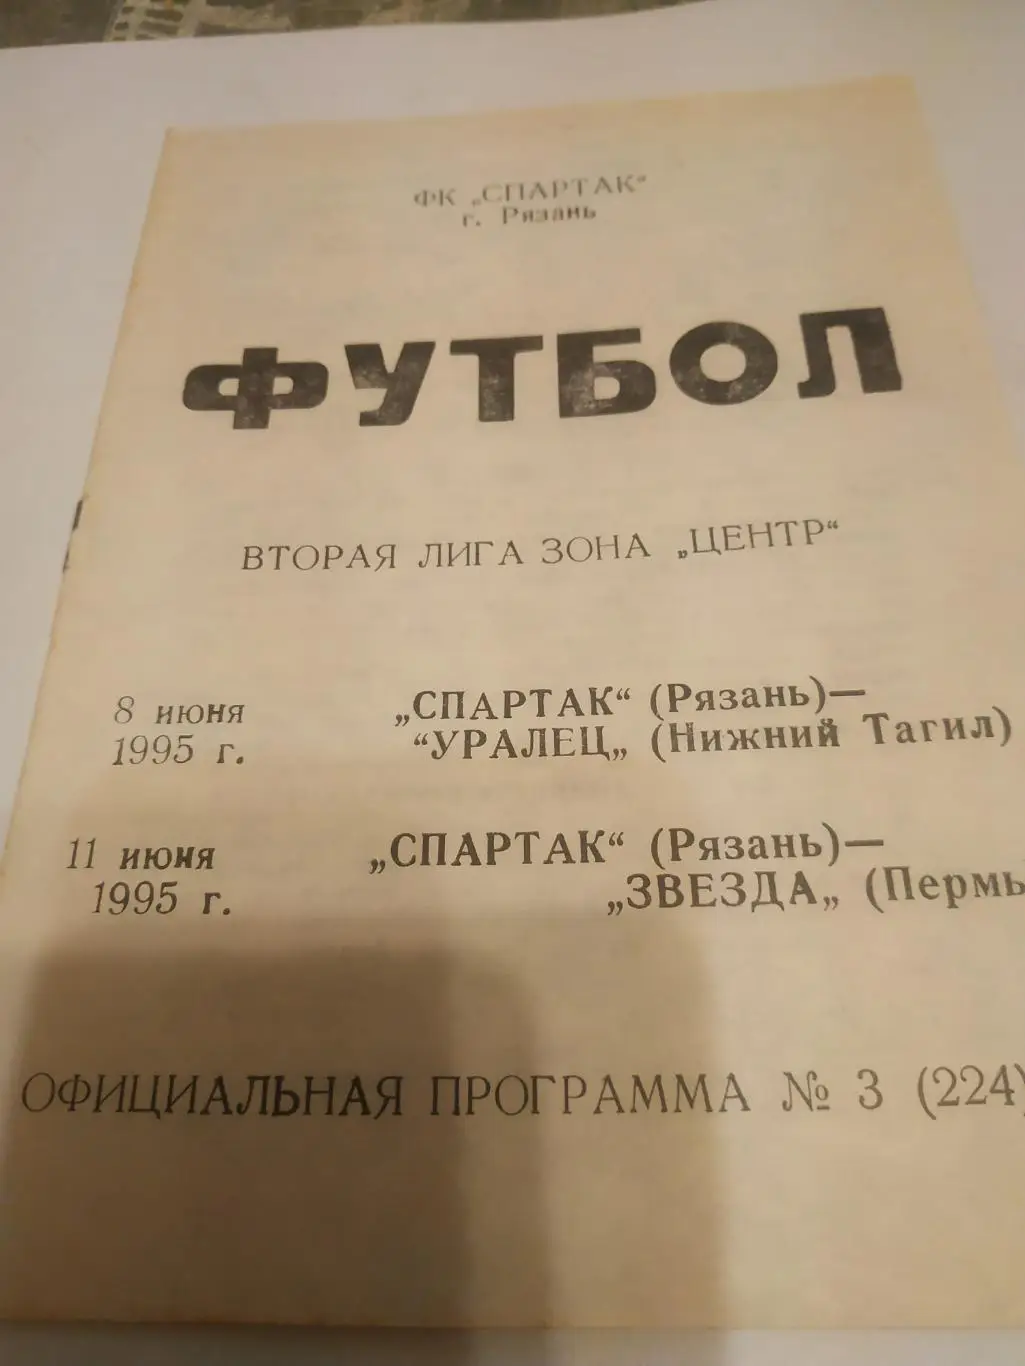 ФК „СПАРТАК“
г. Рязань
ФУТБОЛ
ВТОРАЯ ЛИГА ЗОНА „ЦЕНТР“
8 июня „СПАРТАК“ (Рязань)—
1995 г. “УРАЛЕЦ„ (Нижний Тагил)
11 июня „СПАРТАК“ (Рязань)—
1995 г. „ЗВЕЗДА„ (Пермь
ОФИЦИАЛЬНАЯ ПРОГРАММА № 3 (224)